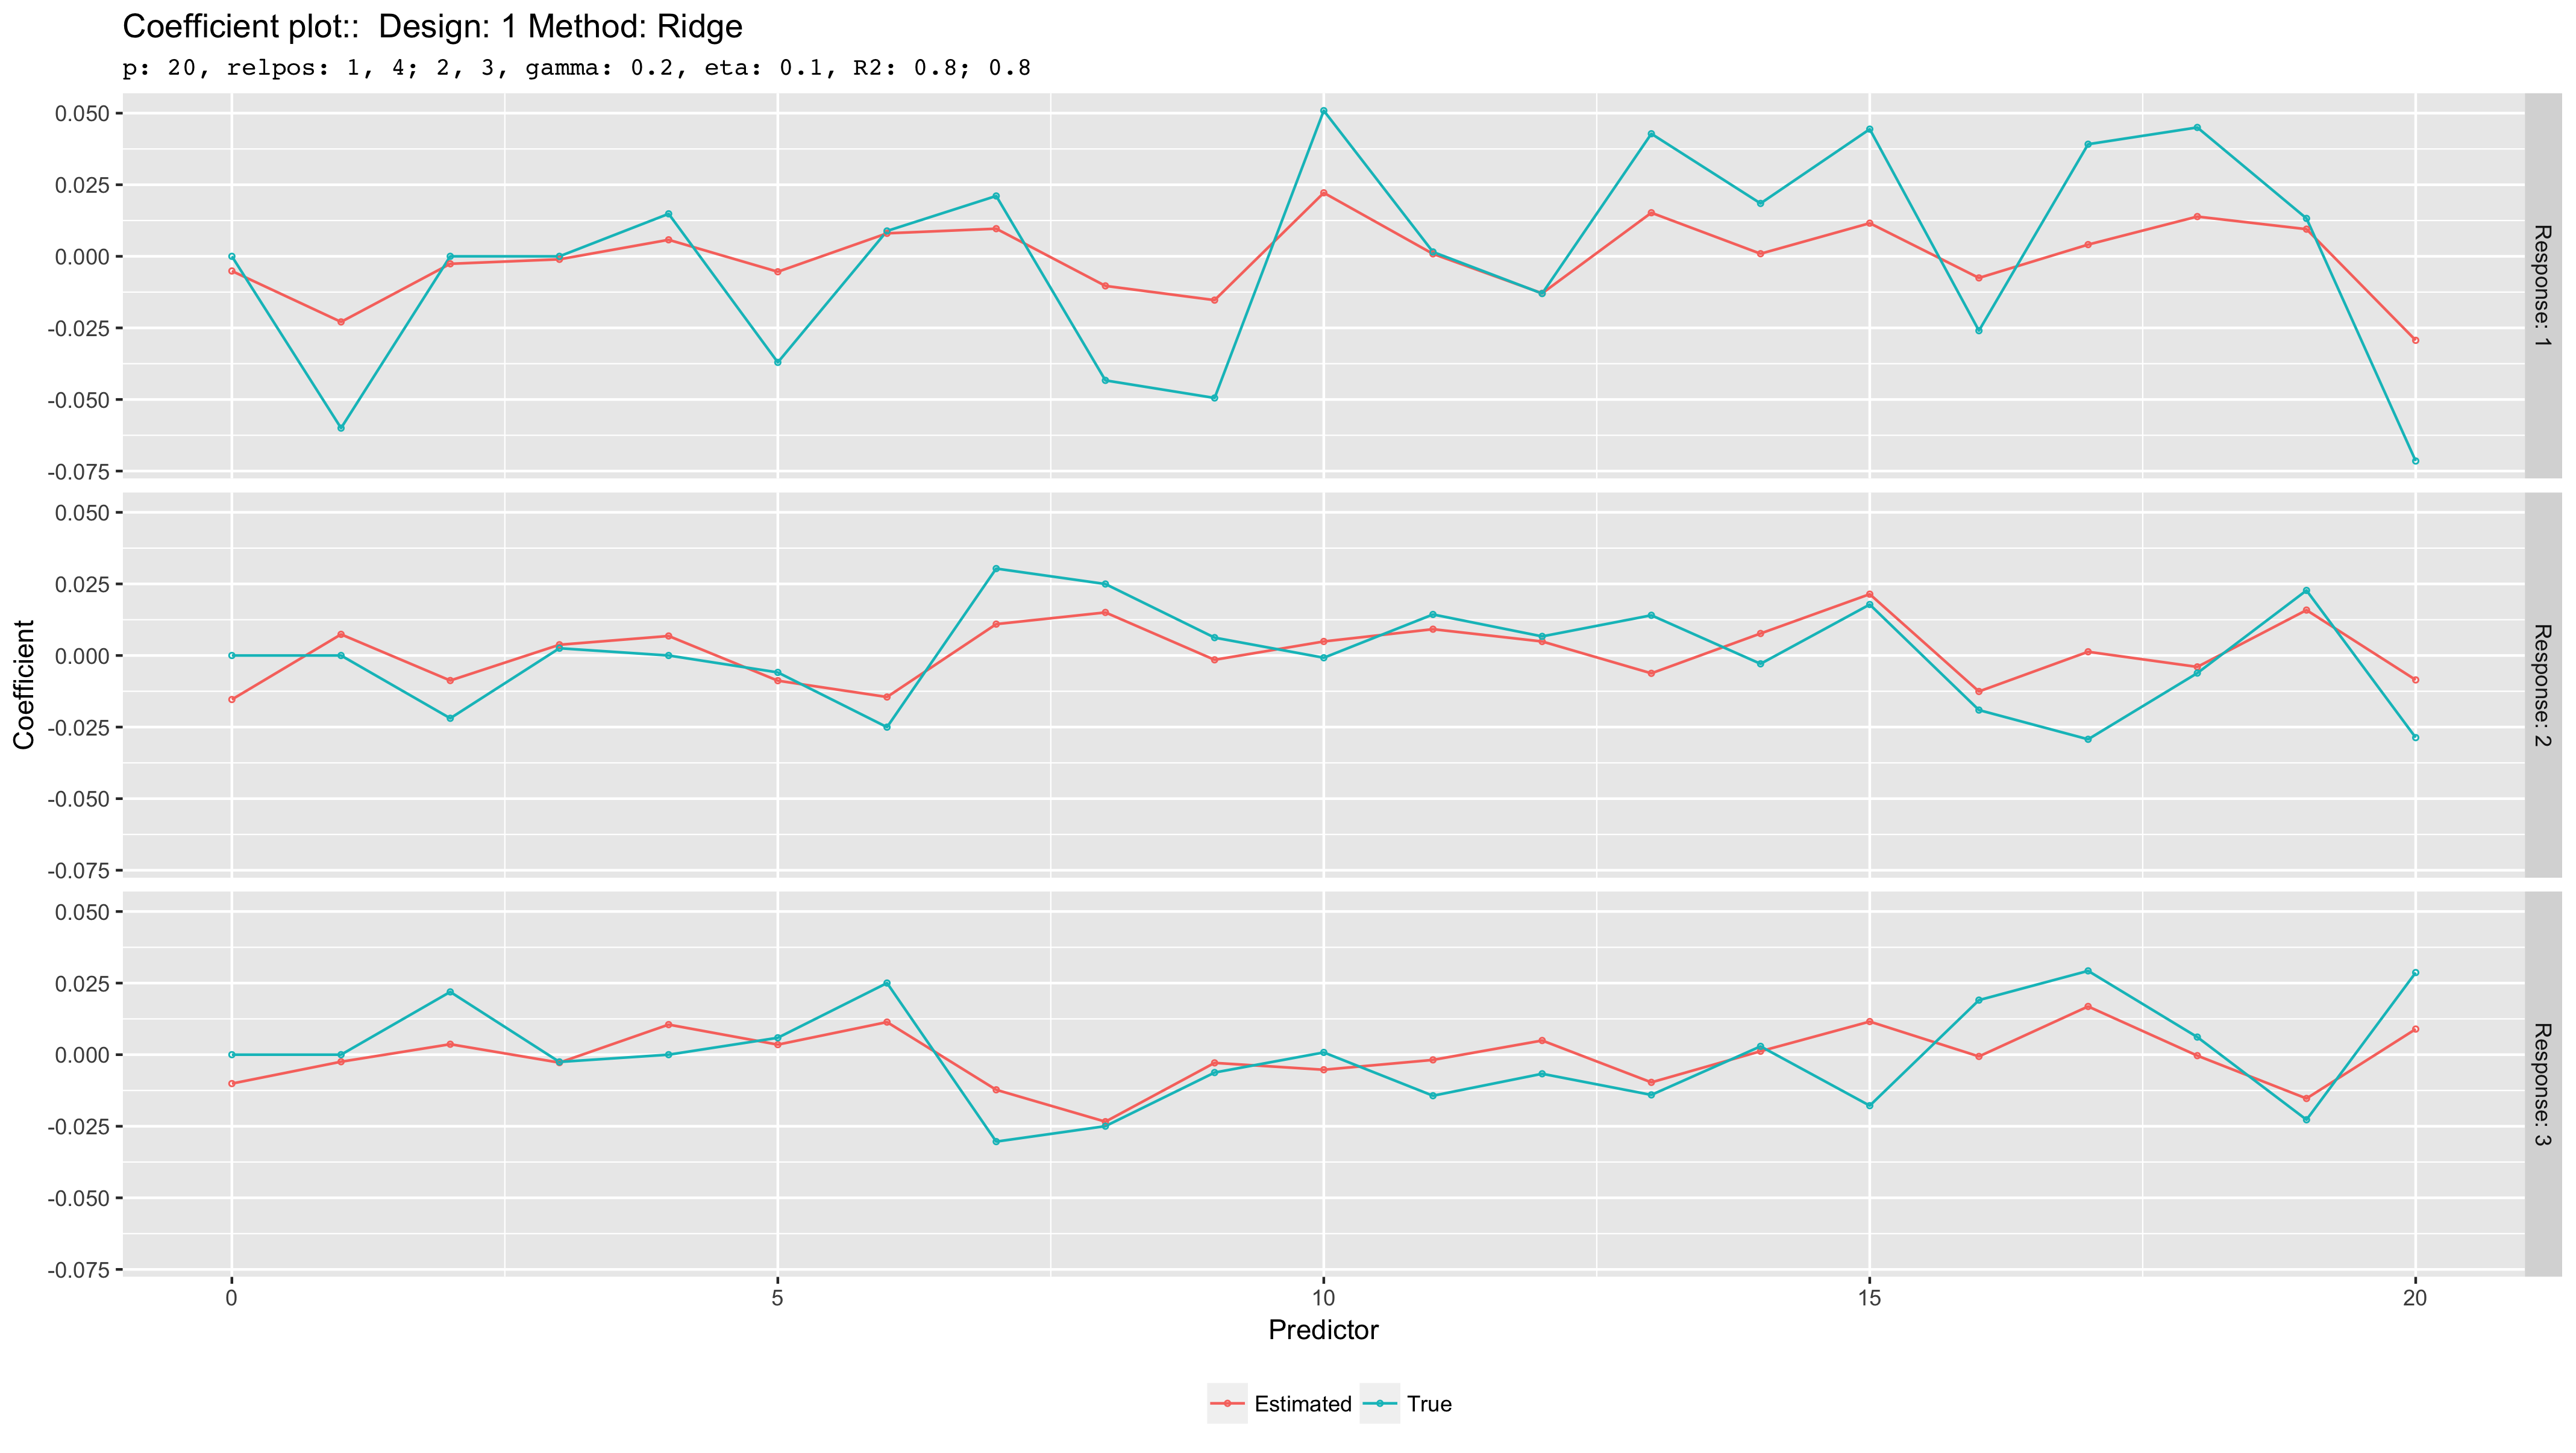 Coefficient plot::  Design: 1 Method: Ridge
p: 20, relpos: 1, 4; 2, 3, gamma: 0.2, eta: 0.1, R2: 0.8; 0.8
Coefficient
0.050
0.025
0.000
-0.025
-0.050
-0.075
Response: 1
0.050
0.025
0.000
-0.025
-0.050
-0.075
Response: 2
0.050
0.025
0.000
-0.025
-0.050
-0.075
Response: 3
0 5 10 15 20
Predictor
Estimated True